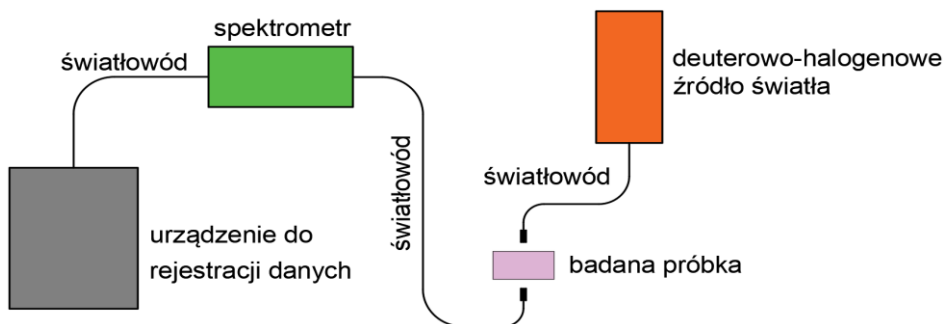 spektrometr
światłowód
deuterowo-halogenowe
źródło światła
światłowód
światłowód
urządzenie do
rejestracji danych
badana próbka